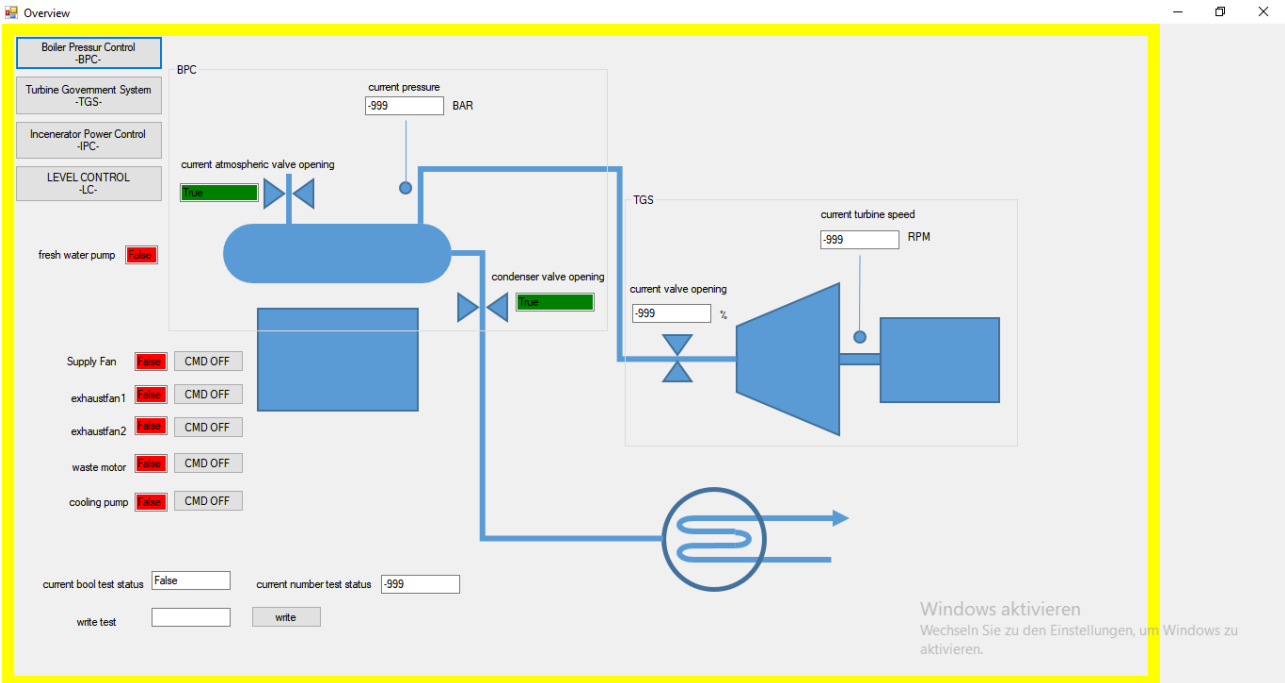 Overview
Boiler Pressur Control
-BPC-
Turbine Government System
-TGS-
Incenerator Power Control
-IPC-
LEVEL CONTROL
-LC-
BPC
current pressure
-999 BAR
current atmospheric valve opening
True
fresh water pump False
condenser valve opening
True
TGS
current turbine speed
-999 RPM
current valve opening
-999 %
Supply Fan False CMD OFF
exhaustfan1 False CMD OFF
exhaustfan2 False CMD OFF
waste motor False CMD OFF
cooling pump False CMD OFF
current bool test status False current number test status -999
write test write
Windows aktivieren
Wechseln Sie zu den Einstellungen, um Windows zu
aktivieren.